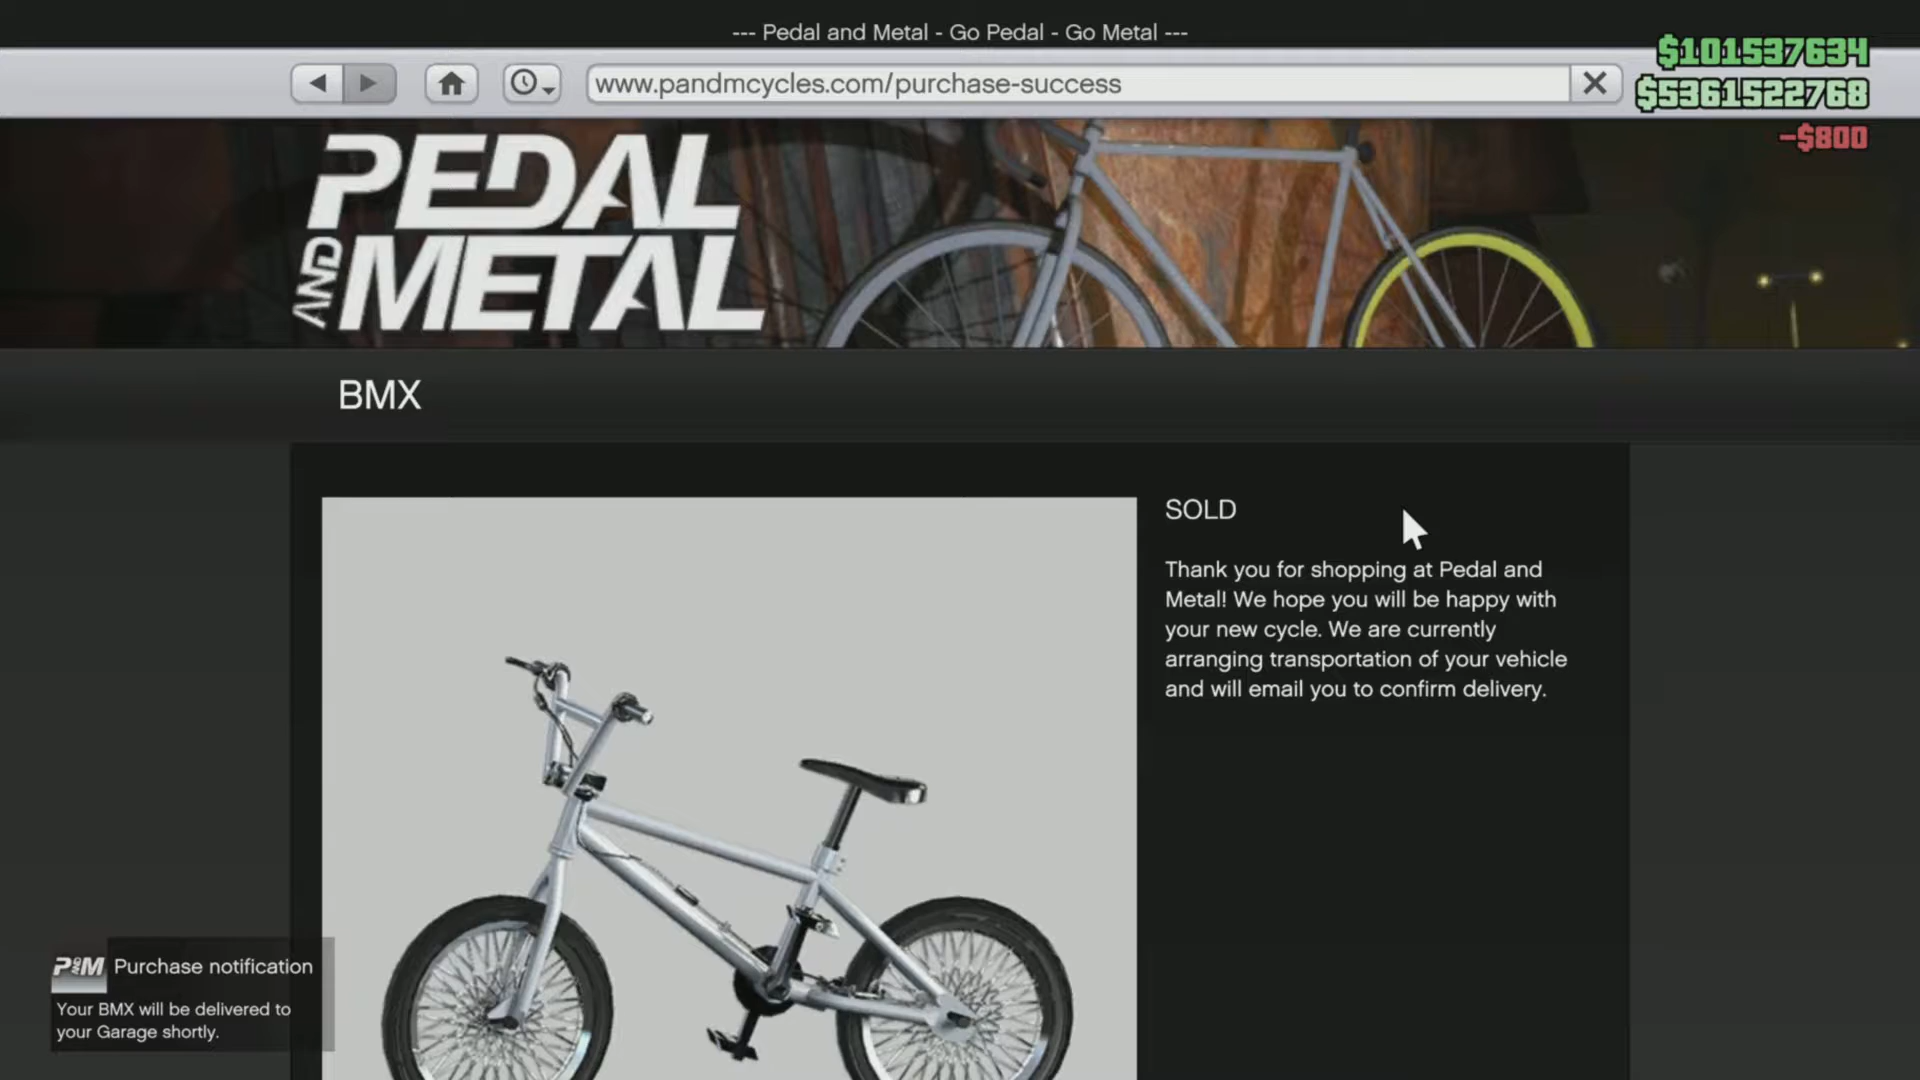 --- Pedal and Metal - Go Pedal - Go Metal ---
www.pandmcycles.com/purchase-success
$101537634
$5361522768
-$800
PEDAL
AND METAL
BMX
SOLD
Thank you for shopping at Pedal and
Metal! We hope you will be happy with
your new cycle. We are currently
arranging transportation of your vehicle
and will email you to confirm delivery.
P AND M Purchase notification
Your BMX will be delivered to
your Garage shortly.